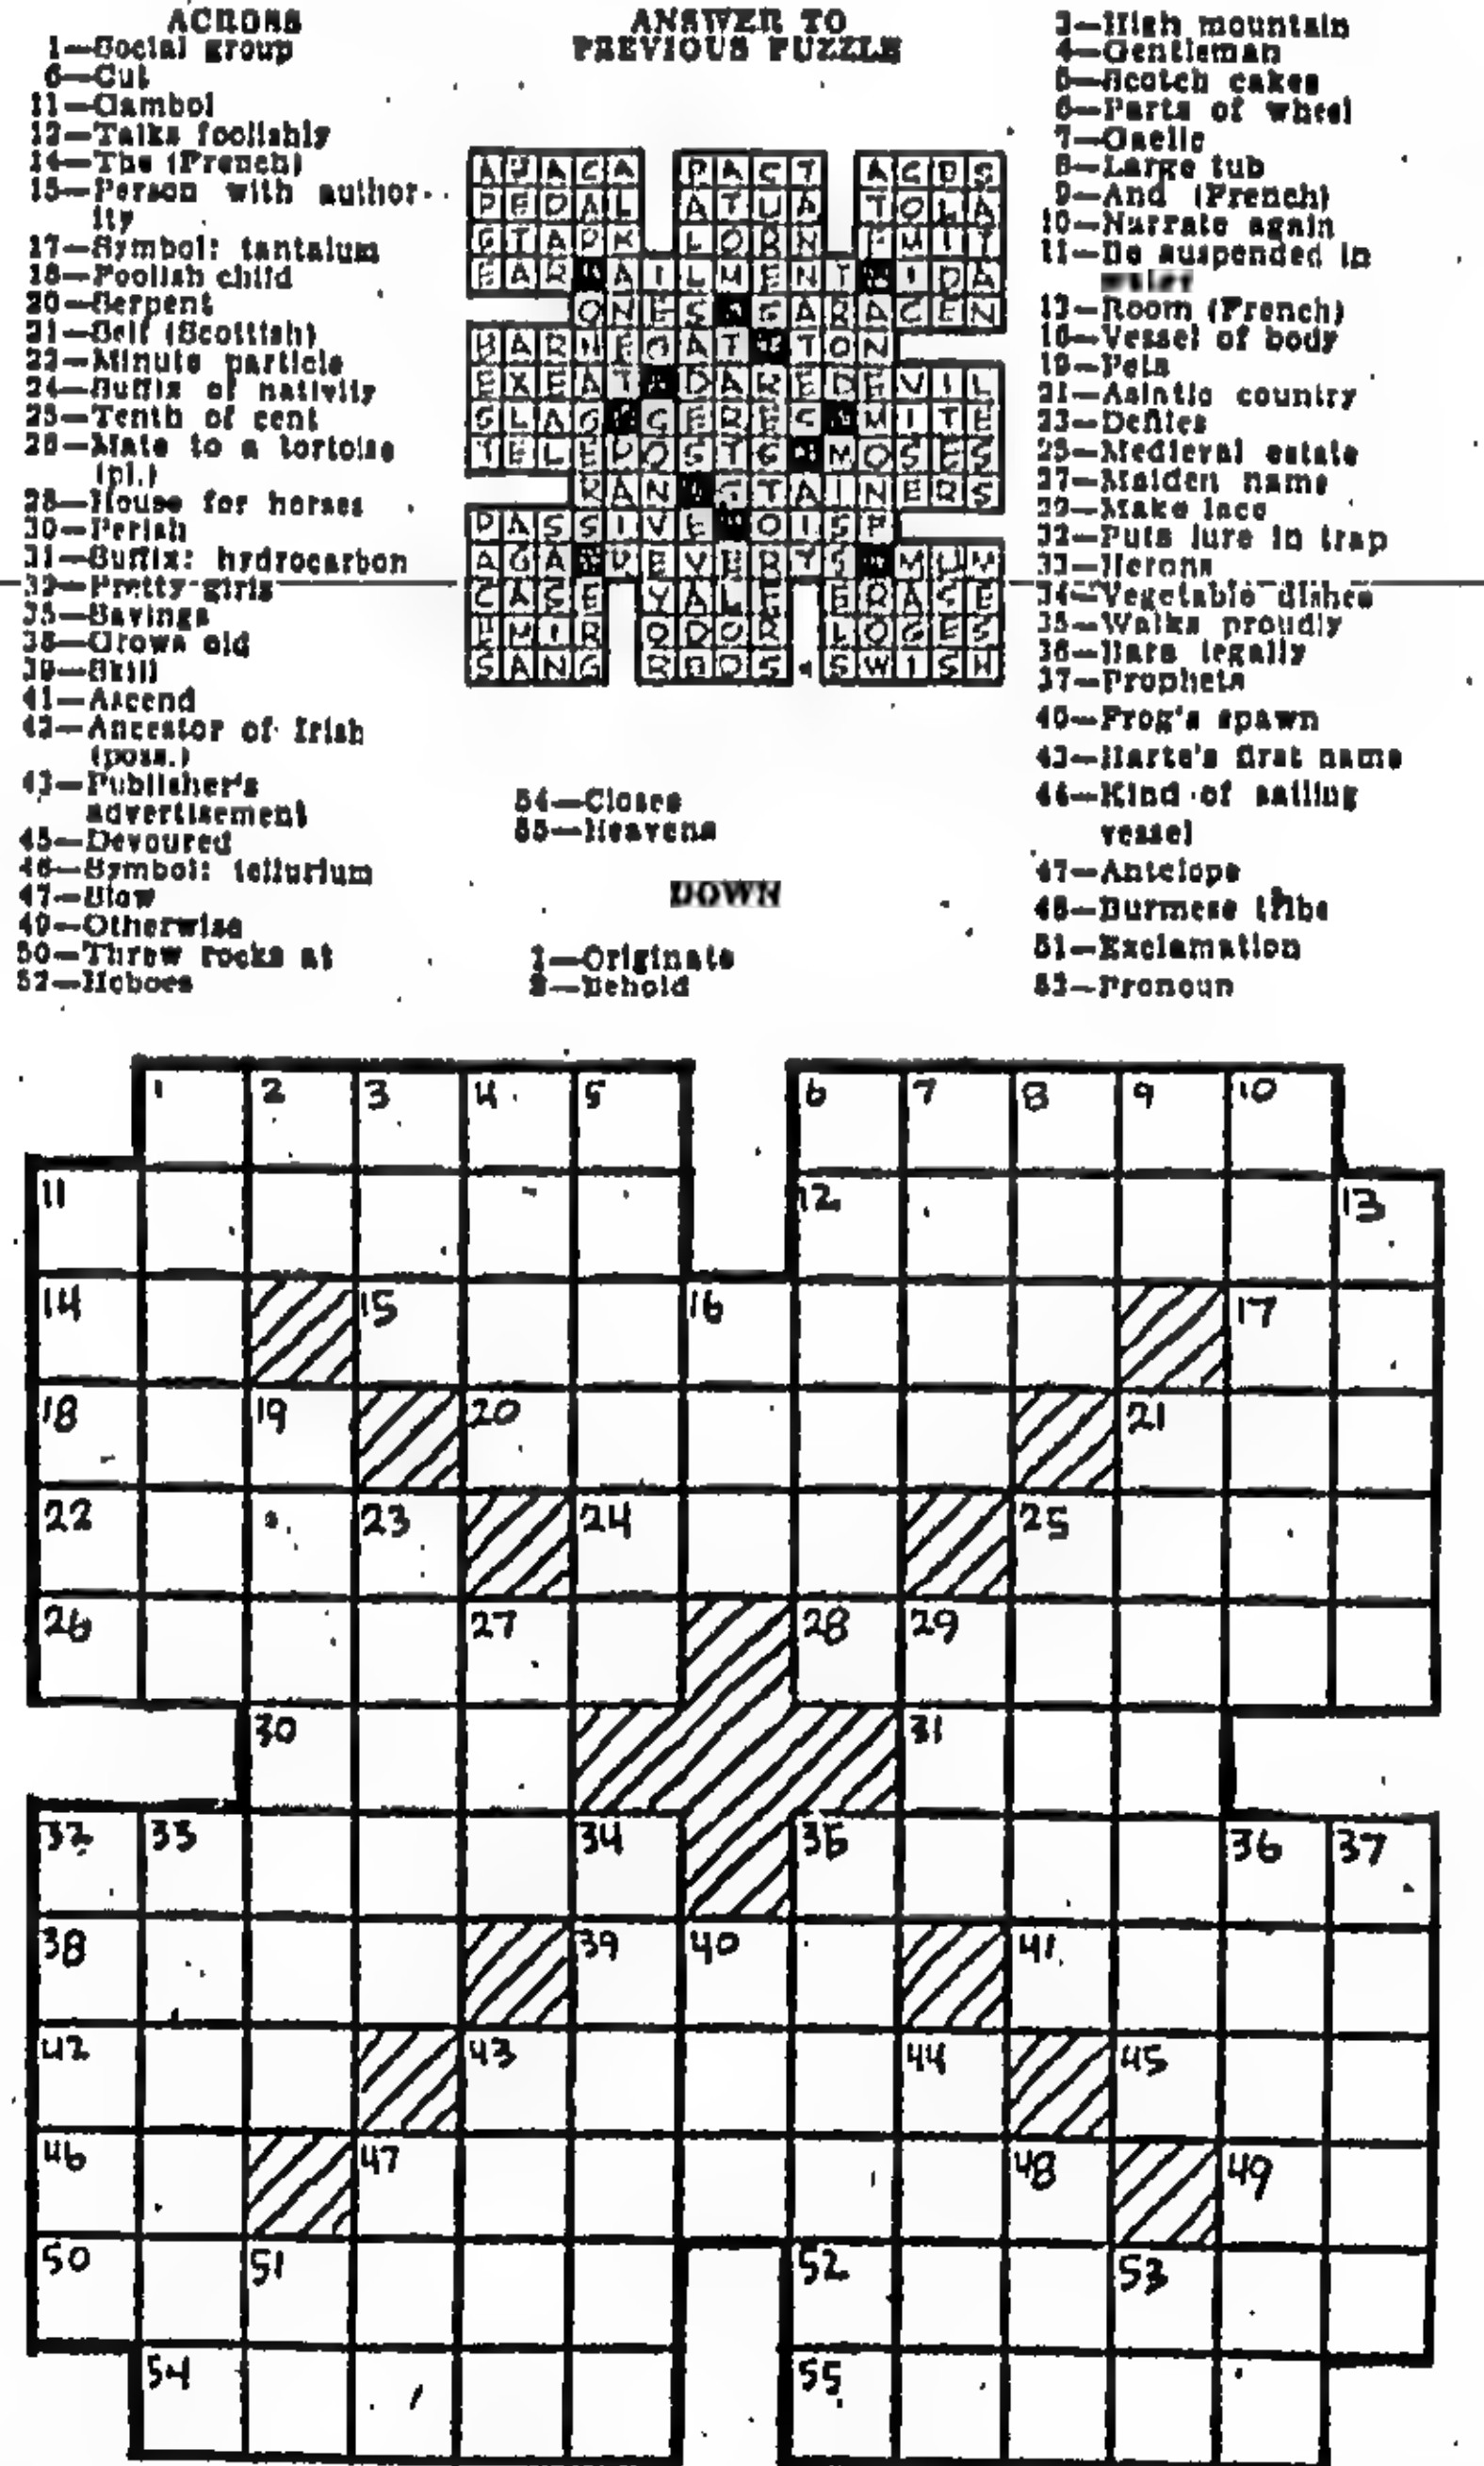 ACROSS
1—Social group
6—Cut
11—Gambol
12—Talks foolishly
14—The (French)
15—Person with author-
ity
17—Symbol: tantalum
18—Foolish child
20—Serpent
21—Self (Scottish)
22—Minute particle
24—Suffix of nativity
25—Tenth of cent
26—Mate to a tortoise
(pl.)
28—House for horses
30—Perish
31—Suffix: hydrocarbon
32—Pretty girls
35—Savings
38—Grows old
39—Skill
41—Ascend
42—Ancestor of Irish
(poss.)
43—Publisher's
advertisement
45—Devoured
46—Symbol: tellurium
47—Blow
49—Otherwise
50—Threw rocks at
52—Hoboes
ANSWER TO
PREVIOUS PUZZLE
54—Closes
55—Heavens
DOWN
1—Originate
2—Behold
3—High mountain
4—Gentleman
5—Scotch cakes
6—Parts of wheel
7—Gaelic
8—Large tub
9—And (French)
10—Narrate again
11—Be suspended in
water
13—Room (French)
16—Vessel of body
19—Pets
21—Asiatic country
23—Defiles
25—Medieval estate
27—Maiden name
29—Make lace
32—Puts lure in trap
33—Herons
34—Vegetable dishes
35—Walks proudly
36—Bars legally
37—Prophets
40—Frog's spawn
43—Harte's first name
44—Kind of sailing
vessel
47—Antelope
48—Burmese tribe
51—Exclamation
53—Pronoun
1 2 3 4 5 6 7 8 9 10
11 12 13
14 15 16 17
18 19 20 21
22 23 24 25
26 27 28 29
30 31
32 33 34 35 36 37
38 39 40 41
42 43 44 45
46 47 48 49
50 51 52 53
54 55